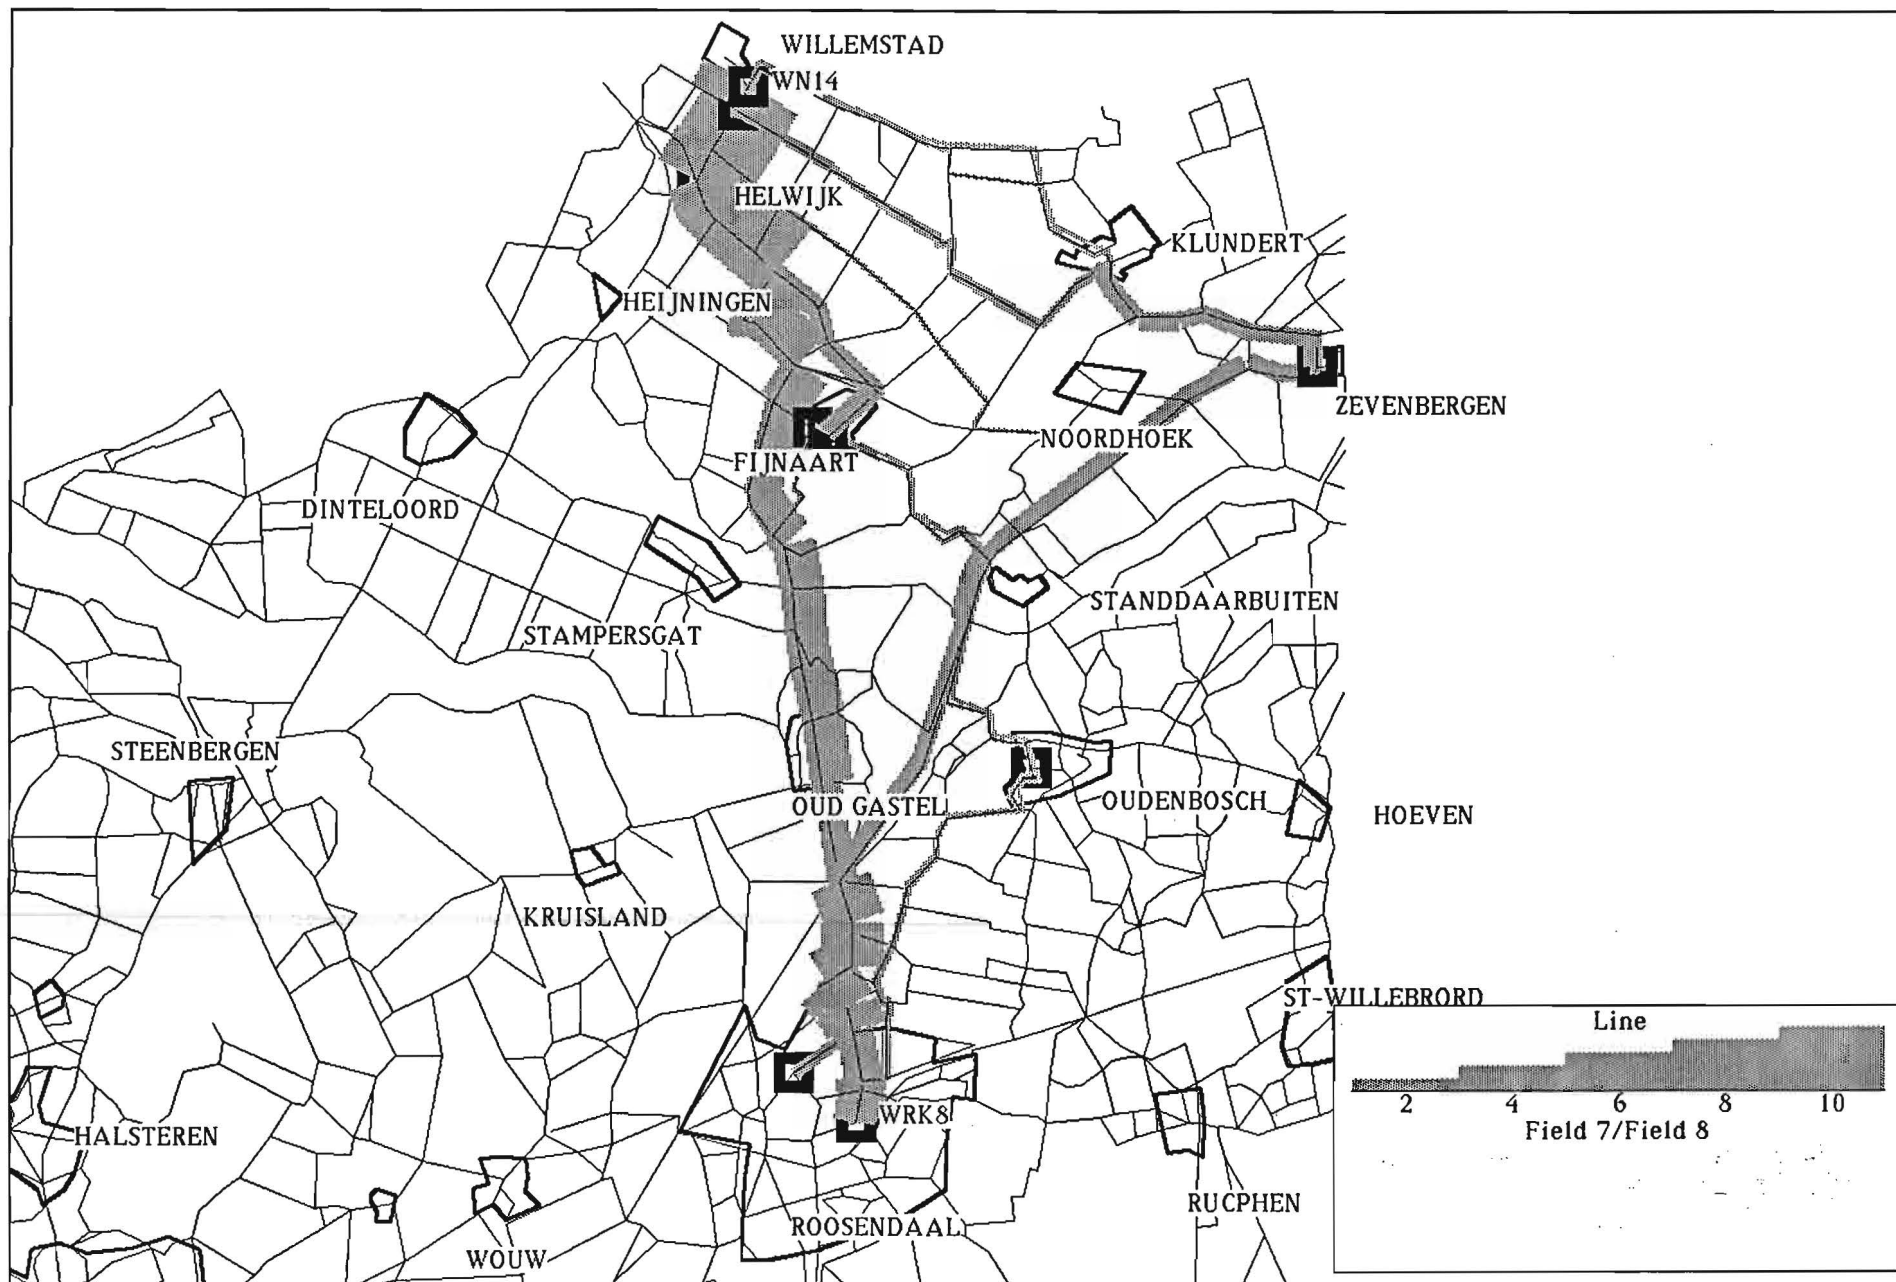 WILLEMSTAD
WN14
HELWIJK
KLUNDERT
HEIJNINGEN
ZEVENBERGEN
NOORDHOEK
FIJNAART
DINTELOORD
STANDDAARBUITEN
STAMPERSGAT
STEENBERGEN
OUD GASTEL
OUDENBOSCH
HOEVEN
KRUISLAND
ST-WILLEBRORD
Line
2 4 6 8 10
Field 7/Field 8
WRK8
HALSTEREN
RUCPHEN
ROOSENDAAL
WOUW